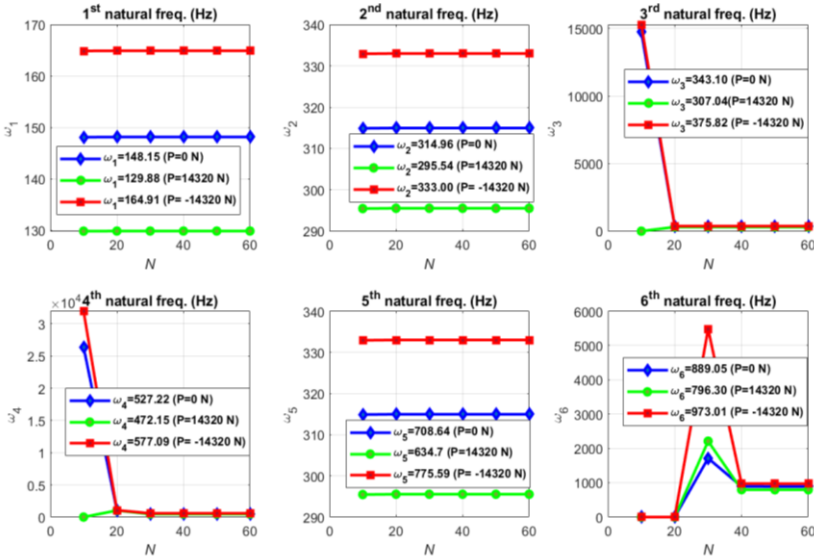 1st natural freq. (Hz)
170
160
150
140
130
ω1
ω1=148.15 (P=0 N)
ω1=129.88 (P=14320 N)
ω1=164.91 (P= -14320 N)
0 20 40 60
N
2nd natural freq. (Hz)
340
330
320
310
300
290
ω2
ω2=314.96 (P=0 N)
ω2=295.54 (P=14320 N)
ω2=333.00 (P= -14320 N)
0 20 40 60
N
3rd natural freq. (Hz)
15000
10000
5000
0
ω3
ω3=343.10 (P=0 N)
ω3=307.04(P=14320 N)
ω3=375.82 (P= -14320 N)
0 20 40 60
N
×10^4 4th natural freq. (Hz)
3
2.5
2
1.5
1
0.5
0
ω4
ω4=527.22 (P=0 N)
ω4=472.15 (P=14320 N)
ω4=577.09 (P= -14320 N)
0 20 40 60
N
5th natural freq. (Hz)
340
330
320
310
300
290
ω5
ω5=708.64 (P=0 N)
ω5=634.7 (P=14320 N)
ω5=775.59 (P= -14320 N)
0 20 40 60
N
6th natural freq. (Hz)
6000
5000
4000
3000
2000
1000
0
ω6
ω6=889.05 (P=0 N)
ω6=796.30 (P=14320 N)
ω6=973.01 (P= -14320 N)
0 20 40 60
N